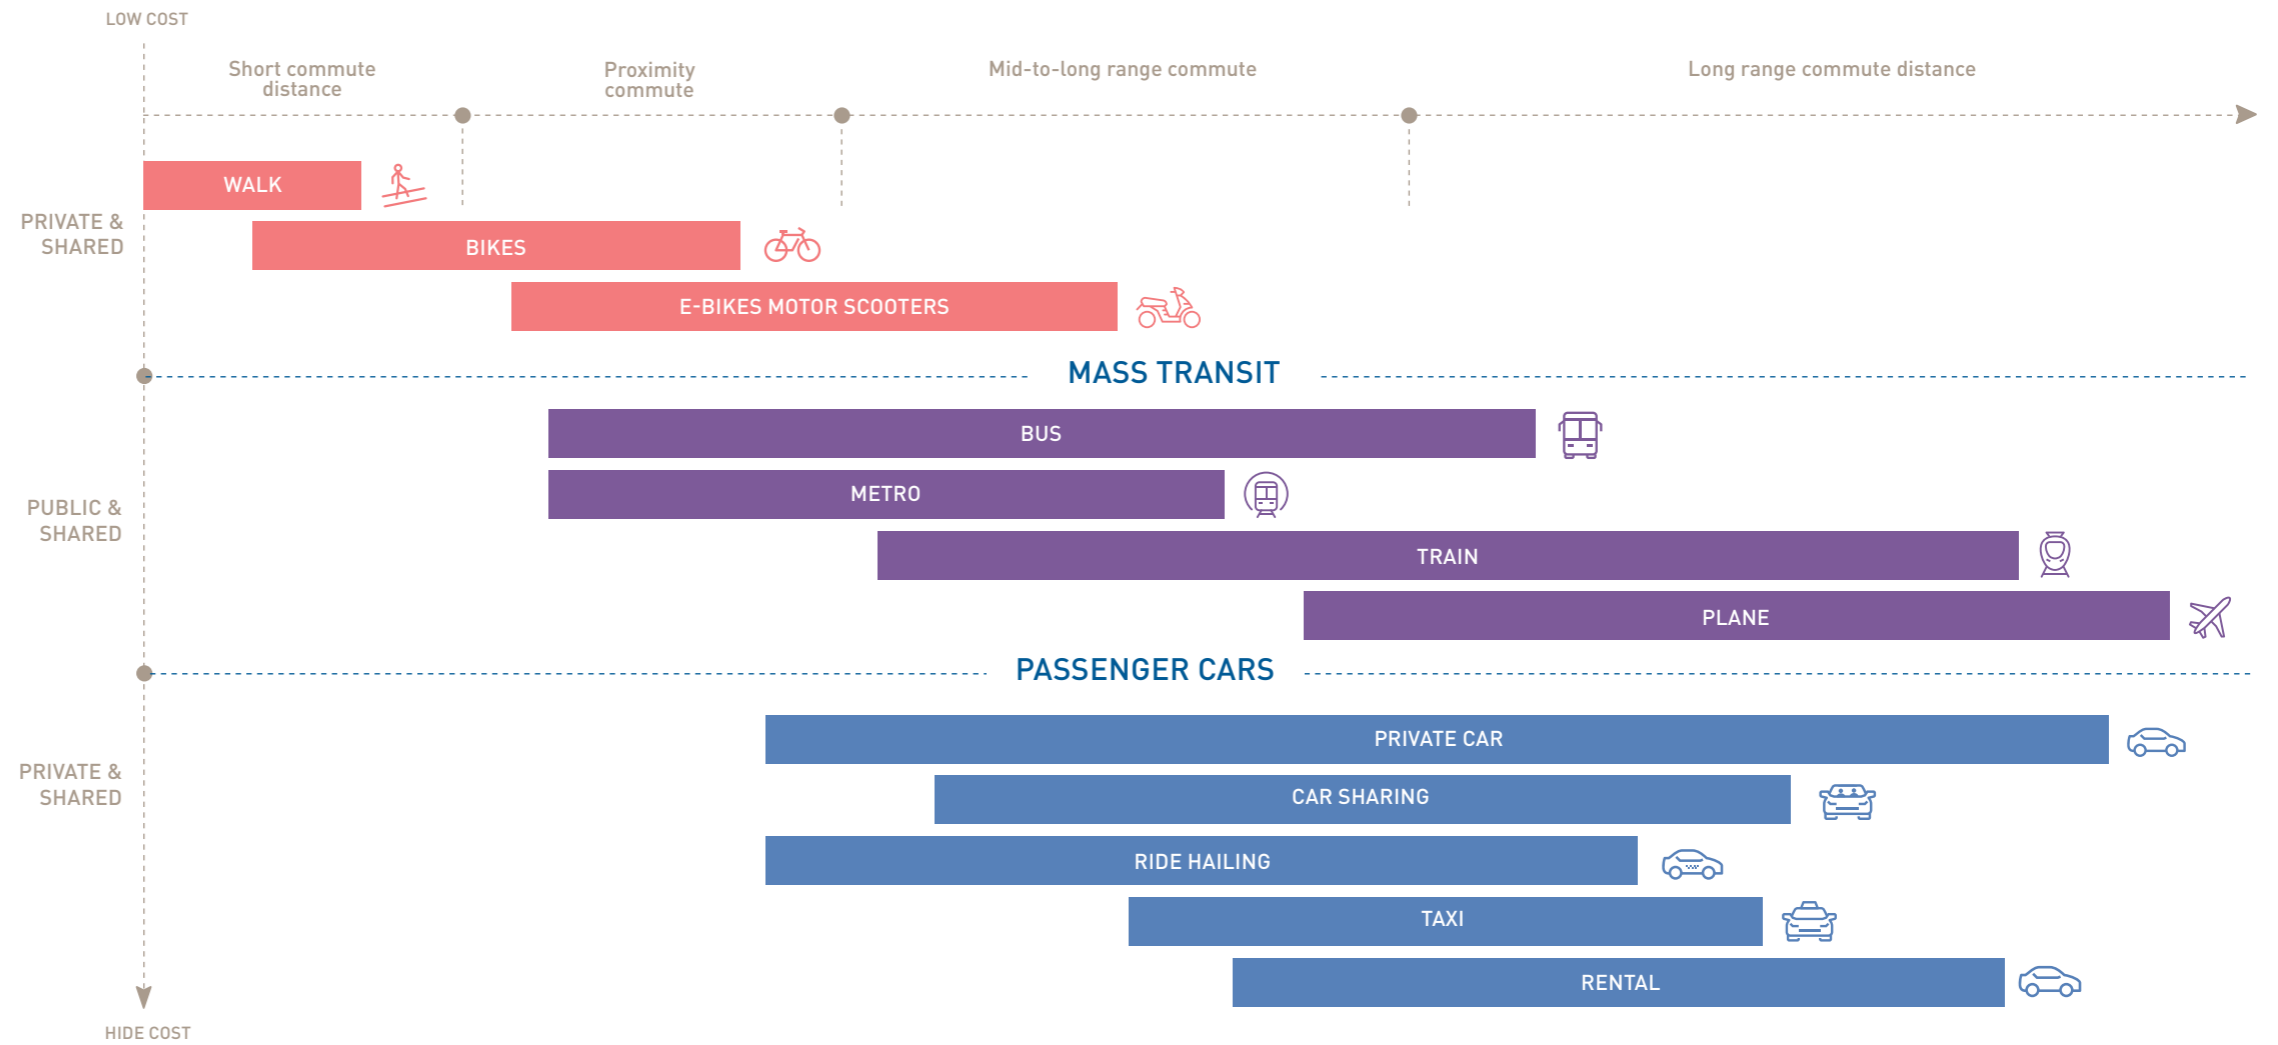 LOW COST
Short commute
distance
Proximity
commute
Mid-to-long range commute
Long range commute distance
PRIVATE &
SHARED
WALK
BIKES
E-BIKES MOTOR SCOOTERS
MASS TRANSIT
PUBLIC &
SHARED
BUS
METRO
TRAIN
PLANE
PASSENGER CARS
PRIVATE &
SHARED
PRIVATE CAR
CAR SHARING
RIDE HAILING
TAXI
RENTAL
HIDE COST